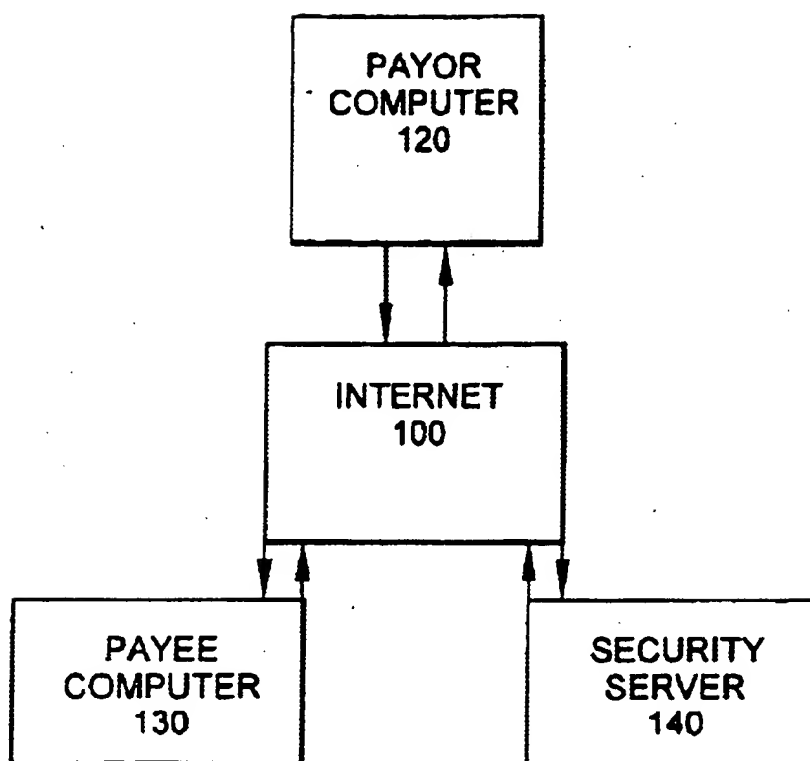 PAYOR
COMPUTER
120
INTERNET
100
PAYEE
COMPUTER
130
SECURITY
SERVER
140